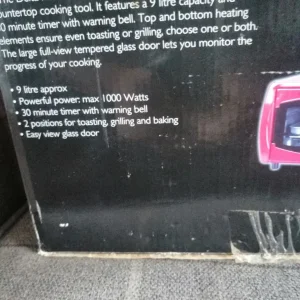 countertop cooking tool. It features a 9 litre capacity and
0 minute timer with warning bell. Top and bottom heating
elements ensure even toasting or grilling, choose one or both.
The large full-view tempered glass door lets you monitor the
progress of your cooking.
• 9 litre approx
• Powerful power: max 1000 Watts
• 30 minute timer with warning bell
• 2 positions for toasting, grilling and baking
• Easy view glass door